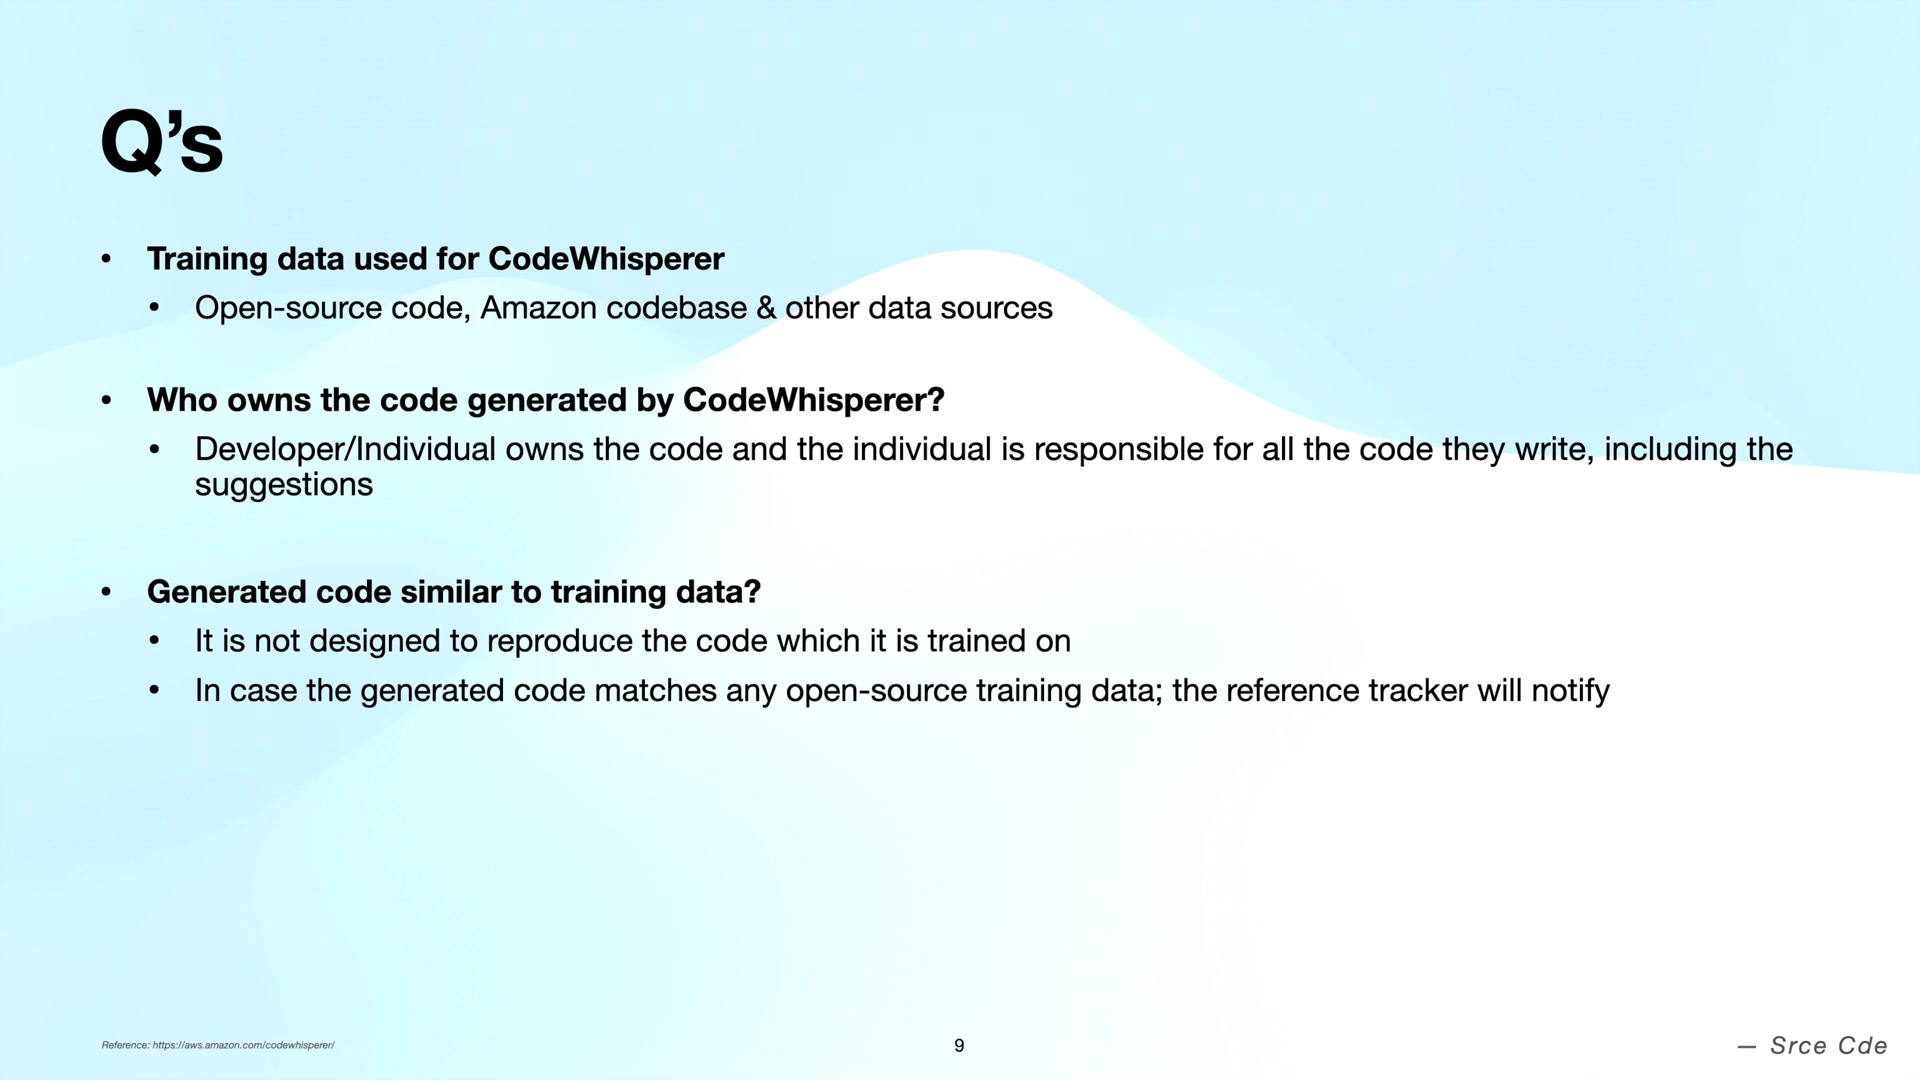 Q’s
• Training data used for CodeWhisperer
• Open-source code, Amazon codebase & other data sources
• Who owns the code generated by CodeWhisperer?
• Developer/Individual owns the code and the individual is responsible for all the code they write, including the
suggestions
• Generated code similar to training data?
• It is not designed to reproduce the code which it is trained on
• In case the generated code matches any open-source training data; the reference tracker will notify
Reference: https://aws.amazon.com/codewhisperer/
9
— Srce Cde